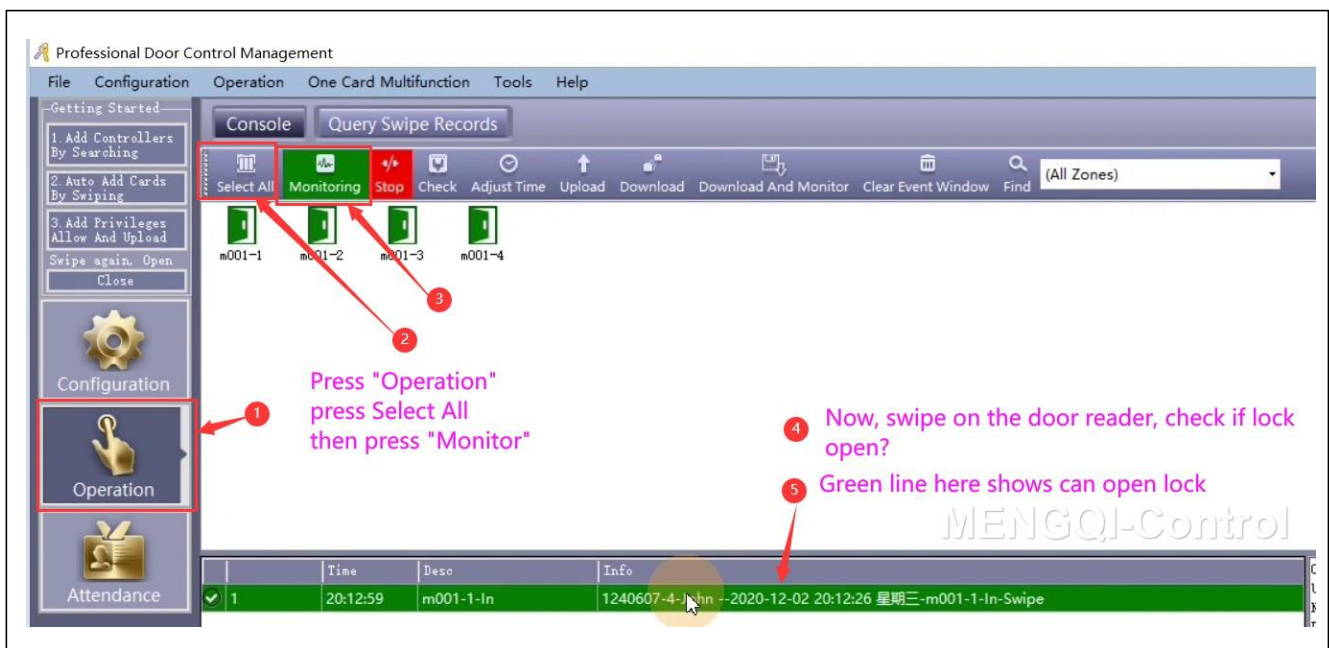 Professional Door Control Management
File Configuration Operation One Card Multifunction Tools Help
Getting Started
1. Add Controllers
By Searching
2. Auto Add Cards
By Swiping
3. Add Privileges
Allow And Upload
Swipe again, Open
Close
Configuration
Operation
Attendance
Console Query Swipe Records
Select All Monitoring Stop Check Adjust Time Upload Download Download And Monitor Clear Event Window Find (All Zones)
m001-1 m001-2 m001-3 m001-4
3
2
1
Press "Operation"
press Select All
then press "Monitor"
4 Now, swipe on the door reader, check if lock
open?
5 Green line here shows can open lock
MENGQI-Control
Time Desc Info
1 20:12:59 m001-1-In 1240607-4-John --2020-12-02 20:12:26 星期三-m001-1-In-Swipe